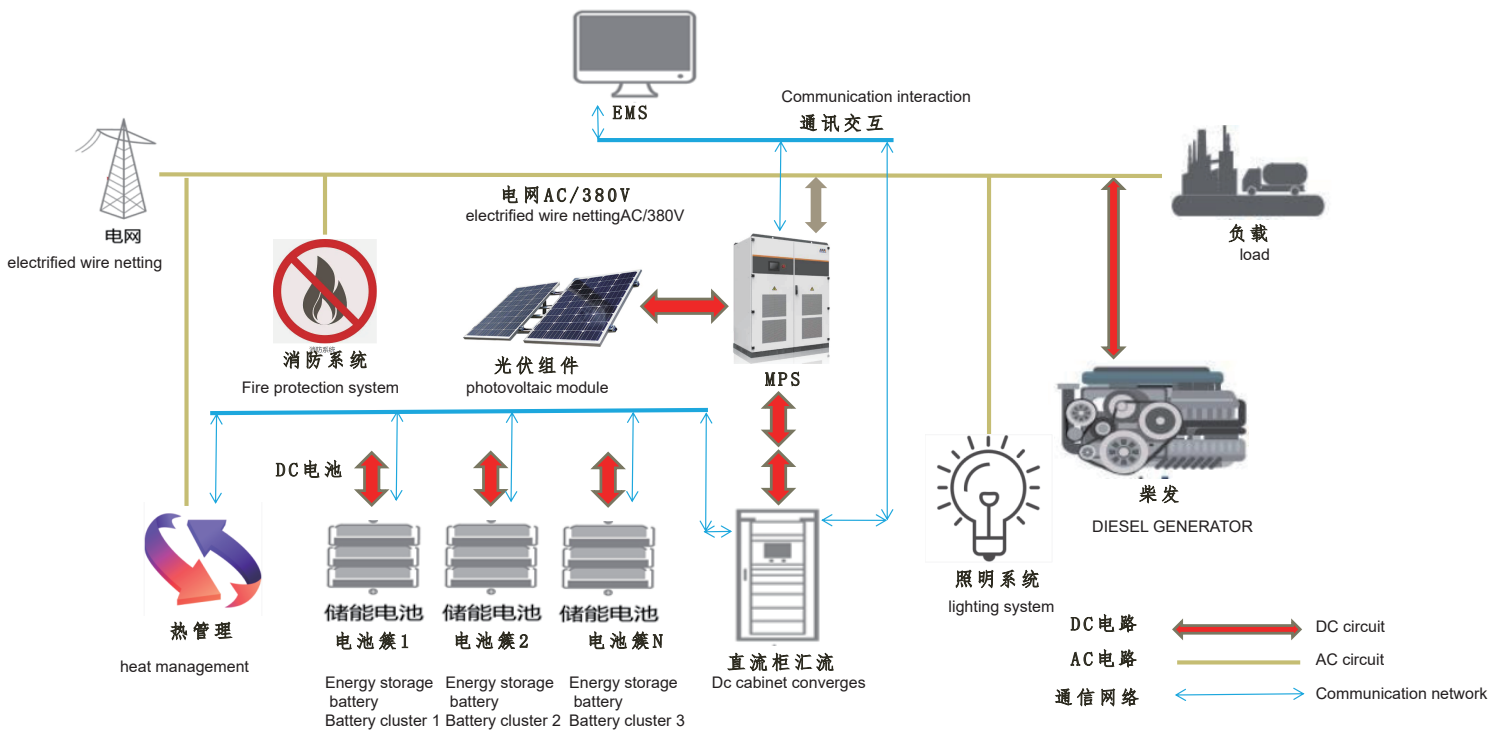 EMS
Communication interaction
通讯交互
电网AC/380V
electrified wire nettingAC/380V
电网
electrified wire netting
负载
load
消防系统
消防系统
Fire protection system
光伏组件
photovoltaic module
MPS
DC电池
柴发
DIESEL GENERATOR
热管理
heat management
储能电池
电池簇1
Energy storage
battery
Battery cluster 1
储能电池
电池簇2
Energy storage
battery
Battery cluster 2
储能电池
电池簇N
Energy storage
battery
Battery cluster 3
直流柜汇流
Dc cabinet converges
照明系统
lighting system
DC电路
DC circuit
AC电路
AC circuit
通信网络
Communication network